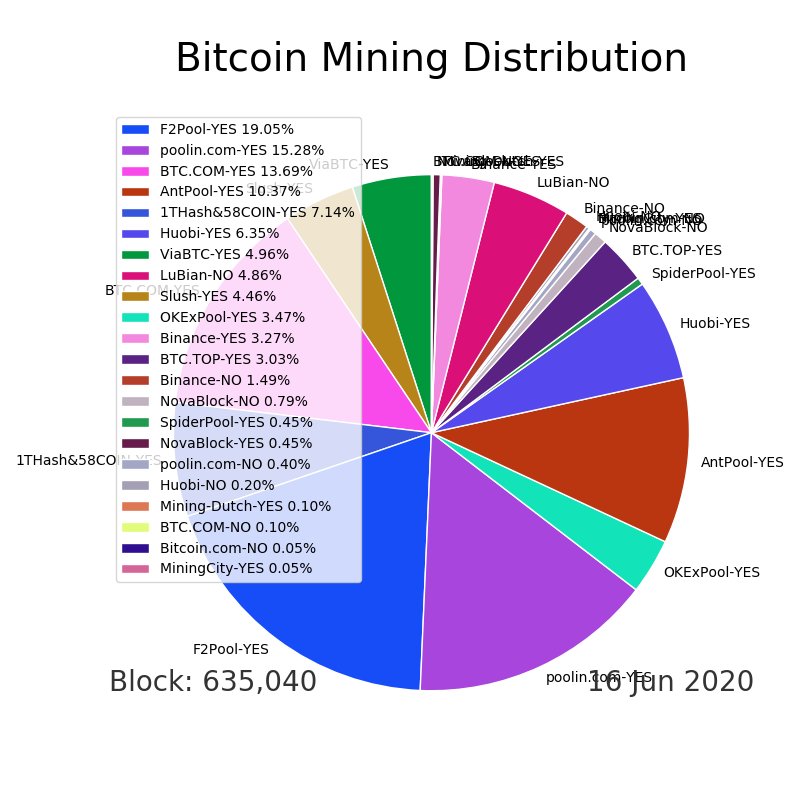 Bitcoin Mining Distribution
F2Pool-YES 19.05%
poolin.com-YES 15.28%
BTC.COM-YES 13.69%
AntPool-YES 10.37%
1THash&58COIN-YES 7.14%
Huobi-YES 6.35%
ViaBTC-YES 4.96%
LuBian-NO 4.86%
Slush-YES 4.46%
OKExPool-YES 3.47%
Binance-YES 3.27%
BTC.TOP-YES 3.03%
Binance-NO 1.49%
NovaBlock-NO 0.79%
SpiderPool-YES 0.45%
NovaBlock-YES 0.45%
poolin.com-NO 0.40%
Huobi-NO 0.20%
Mining-Dutch-YES 0.10%
BTC.COM-NO 0.10%
Bitcoin.com-NO 0.05%
MiningCity-YES 0.05%
ViaBTC-YES
Slush-YES
BTC.COM-YES
1THash&58COIN-YES
F2Pool-YES
Binance-YES
LuBian-NO
Binance-NO
NovaBlock-NO
BTC.TOP-YES
SpiderPool-YES
Huobi-YES
AntPool-YES
OKExPool-YES
poolin.com-YES
Block: 635,040
16 Jun 2020